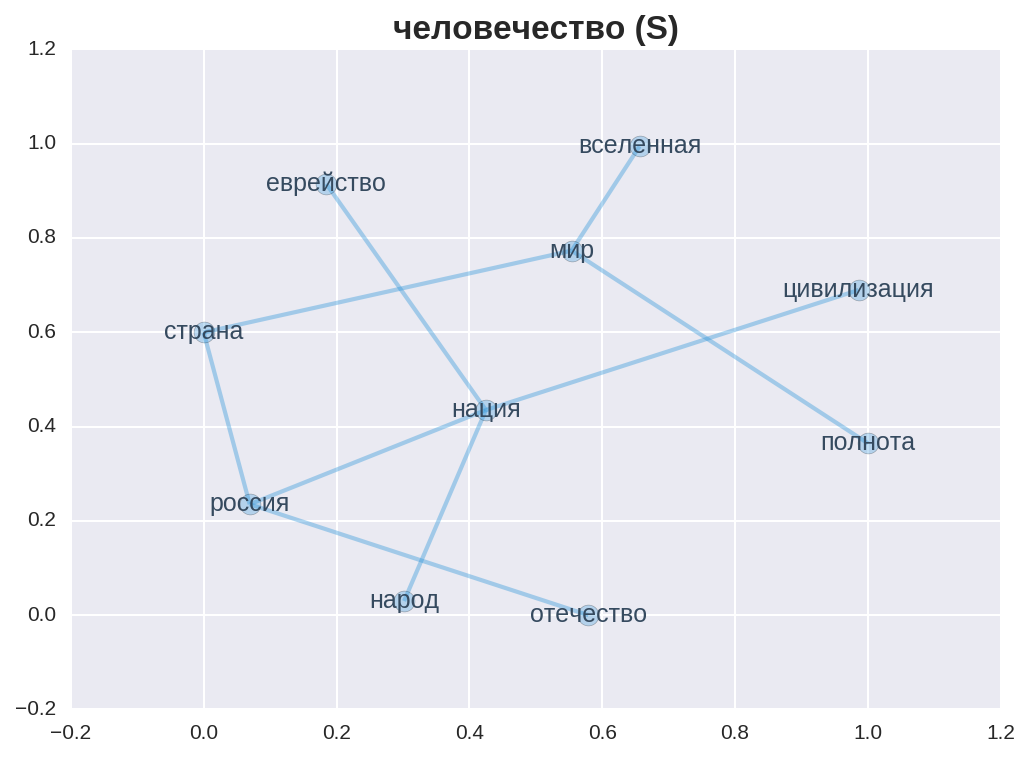 человечество (S)
1.2
1.0
0.8
0.6
0.4
0.2
0.0
−0.2
вселенная
еврейство
мир
цивилизация
страна
нация
полнота
россия
народ
отечество
−0.2 0.0 0.2 0.4 0.6 0.8 1.0 1.2